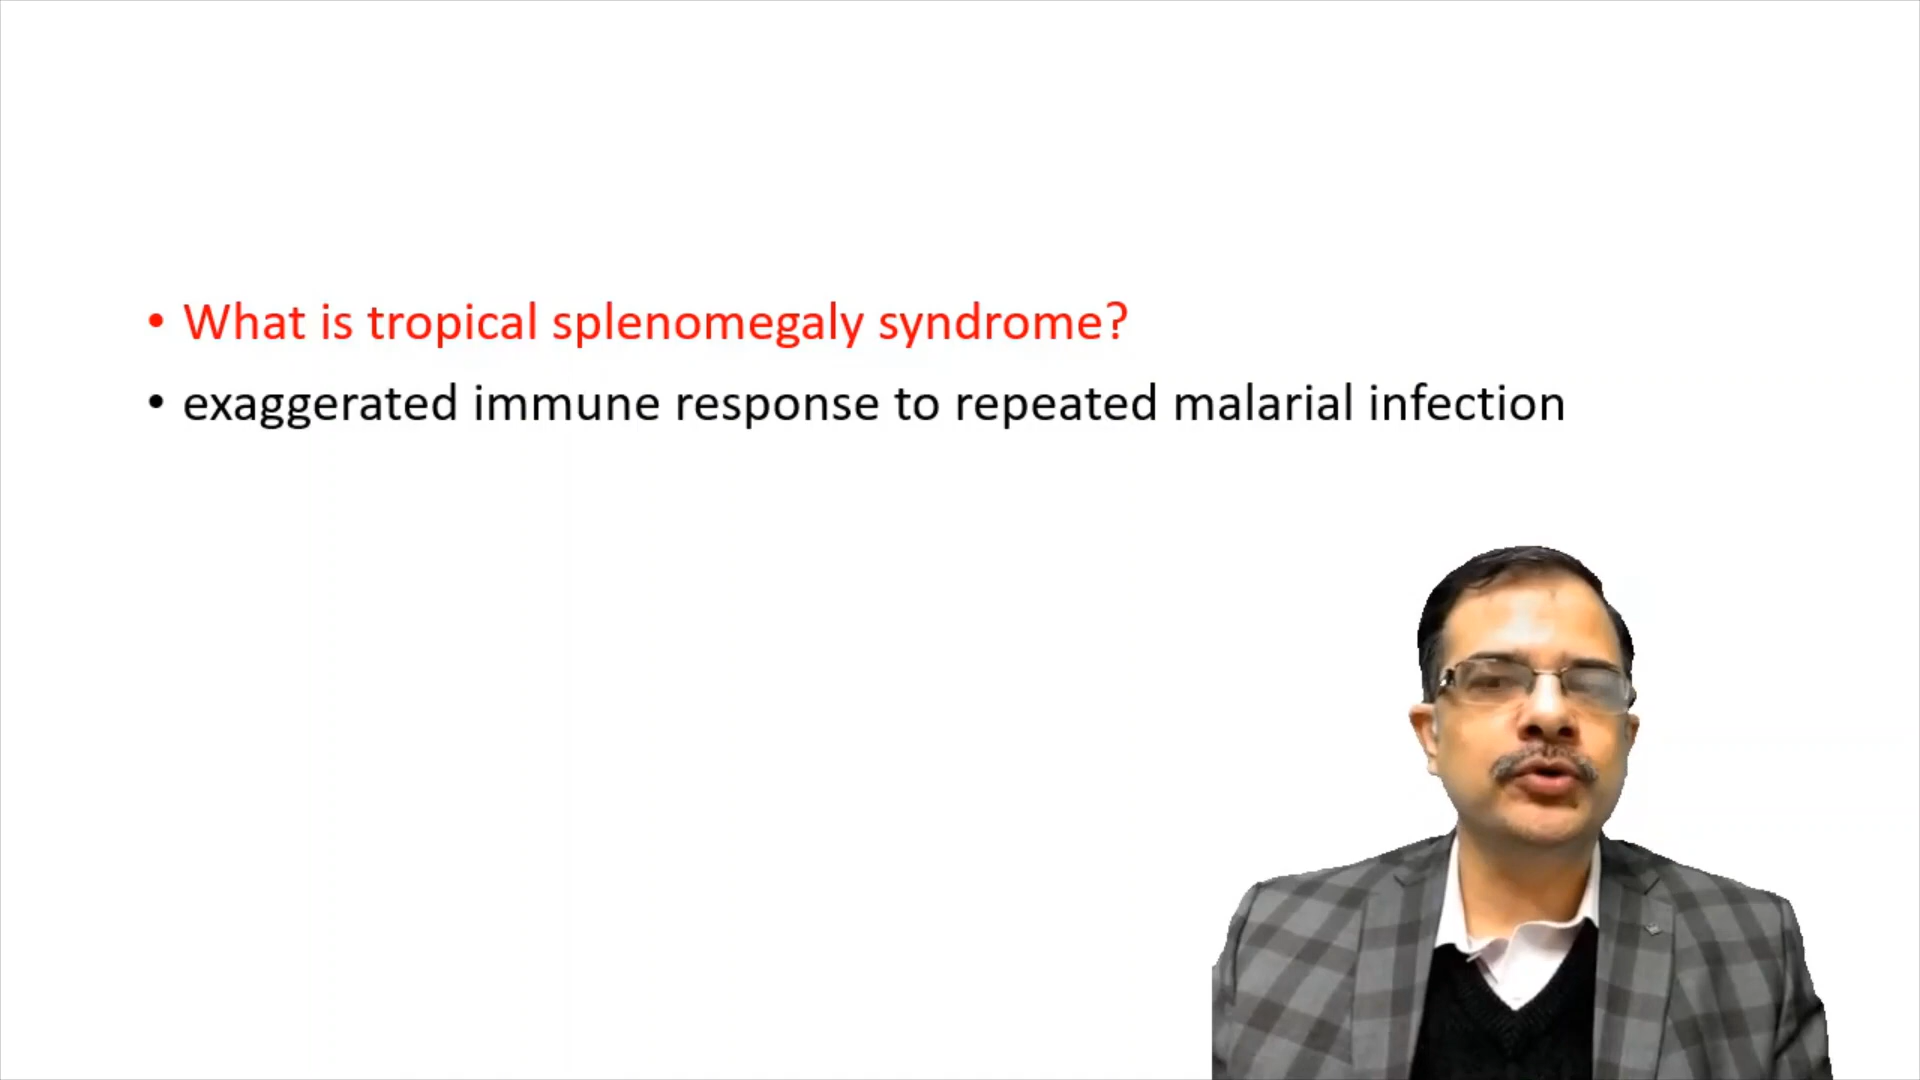 • What is tropical splenomegaly syndrome?
• exaggerated immune response to repeated malarial infection